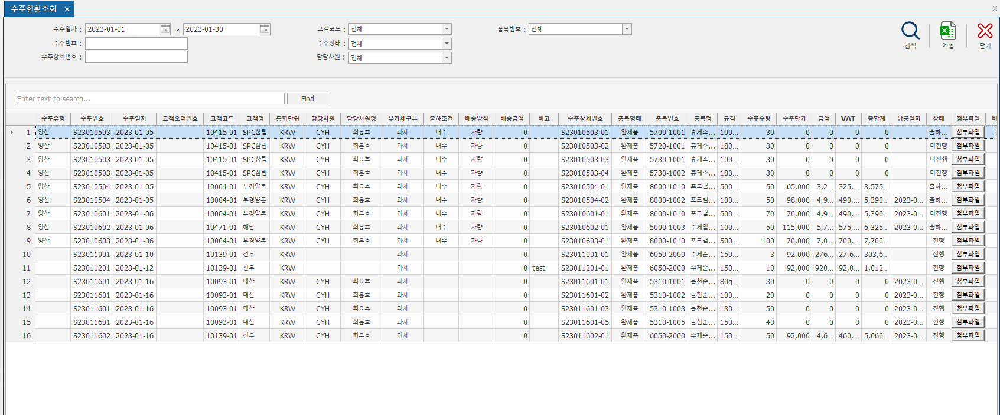 수주현황조회 ×
수주일자 : 2023-01-01 ~ 2023-01-30 고객코드 : 전체 품목번호 : 전체
수주번호 : 수주상태 : 전체
수주상세번호 : 담당사원 : 전체
검색 엑셀 닫기
Enter text to search... Find
수주유형 수주번호 수주일자 고객오더번호 고객코드 고객명 통화단위 담당사원 담당사원명 부가세구분 출하조건 배송방식 배송금액 비고 수주상세번호 품목형태 품목번호 품목명 규격 수주수량 수주단가 금액 VAT 총합계 납품일자 상태 첨부파일 비
1 양산 S23010503 2023-01-05 10415-01 SPC삼립 KRW CYH 최윤호 과세 내수 차량 0 S23010503-01 완제품 5700-1001 휴게소... 100... 30 0 0 0 0 출하... 첨부파일
2 양산 S23010503 2023-01-05 10415-01 SPC삼립 KRW CYH 최윤호 과세 내수 차량 0 S23010503-02 완제품 5720-1001 휴게소... 180... 30 0 0 0 0 미진행 첨부파일
3 양산 S23010503 2023-01-05 10415-01 SPC삼립 KRW CYH 최윤호 과세 내수 차량 0 S23010503-03 완제품 5730-1001 휴게소... 100... 30 0 0 0 0 미진행 첨부파일
4 양산 S23010503 2023-01-05 10415-01 SPC삼립 KRW CYH 최윤호 과세 내수 차량 0 S23010503-04 완제품 5730-1002 휴게소... 180... 30 0 0 0 0 미진행 첨부파일
5 양산 S23010504 2023-01-05 10004-01 부경양돈 KRW CYH 최윤호 과세 내수 차량 0 S23010504-01 완제품 8000-1010 포크밸... 500... 50 65,000 3,2... 325,... 3,575... 출하... 첨부파일
6 양산 S23010504 2023-01-05 10004-01 부경양돈 KRW CYH 최윤호 과세 내수 차량 0 S23010504-02 완제품 8000-1002 포크밸... 100... 50 98,000 4,9... 490,... 5,390... 2023-0... 출하... 첨부파일
7 양산 S23010601 2023-01-06 10004-01 부경양돈 KRW CYH 최윤호 과세 내수 차량 0 S23010601-01 완제품 8000-1010 포크밸... 500... 70 70,000 4,9... 490,... 5,390... 2023-0... 미진행 첨부파일
8 양산 S23010602 2023-01-06 10471-01 해담 KRW CYH 최윤호 과세 내수 차량 0 S23010602-01 완제품 5000-1003 수제일... 100... 50 115,000 5,7... 575,... 6,325... 2023-0... 출하... 첨부파일
9 양산 S23010603 2023-01-06 10004-01 부경양돈 KRW CYH 최윤호 과세 내수 차량 0 S23010603-01 완제품 8000-1010 포크밸... 500... 100 70,000 7,0... 700,... 7,700... 진행 첨부파일
10 S23011001 2023-01-10 10139-01 선우 KRW 과세 0 S23011001-01 완제품 6050-2000 수제순... 150... 3 92,000 276... 27,6... 303,6... 진행 첨부파일
11 S23011201 2023-01-12 10139-01 선우 KRW 과세 0 test S23011201-01 완제품 6050-2000 수제순... 150... 10 92,000 920... 92,0... 1,012... 진행 첨부파일
12 S23011601 2023-01-16 10093-01 대산 KRW CYH 최윤호 과세 0 S23011601-01 완제품 5310-1001 늘천순... 80g... 30 0 0 0 0 2023-0... 진행 첨부파일
13 S23011601 2023-01-16 10093-01 대산 KRW CYH 최윤호 과세 0 S23011601-02 완제품 5310-1002 늘천순... 100... 20 0 0 0 0 2023-0... 진행 첨부파일
14 S23011601 2023-01-16 10093-01 대산 KRW CYH 최윤호 과세 0 S23011601-03 완제품 5310-1003 늘천순... 130... 50 0 0 0 0 2023-0... 진행 첨부파일
15 S23011601 2023-01-16 10093-01 대산 KRW CYH 최윤호 과세 0 S23011601-05 완제품 5310-1005 늘천순... 150... 40 0 0 0 0 2023-0... 진행 첨부파일
16 S23011602 2023-01-16 10139-01 선우 KRW CYH 최윤호 과세 0 S23011602-01 완제품 6050-2000 수제순... 150... 50 92,000 4,6... 460,... 5,060... 2023-0... 진행 첨부파일